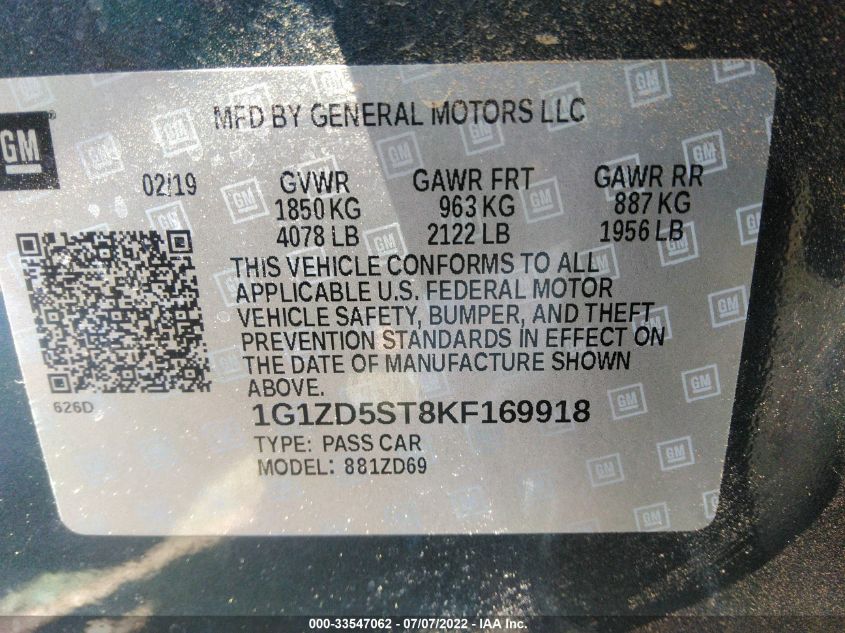 MFD BY GENERAL MOTORS LLC
GM
02/19 GVWR GAWR FRT GAWR RR
1850 KG 963 KG 887 KG
4078 LB 2122 LB 1956 LB
THIS VEHICLE CONFORMS TO ALL
APPLICABLE U.S. FEDERAL MOTOR
VEHICLE SAFETY, BUMPER, AND THEFT
PREVENTION STANDARDS IN EFFECT ON
THE DATE OF MANUFACTURE SHOWN
ABOVE.
626D
1G1ZD5ST8KF169918
TYPE: PASS CAR
MODEL: 881ZD69
000-33547062 - 07/07/2022 - IAA Inc.